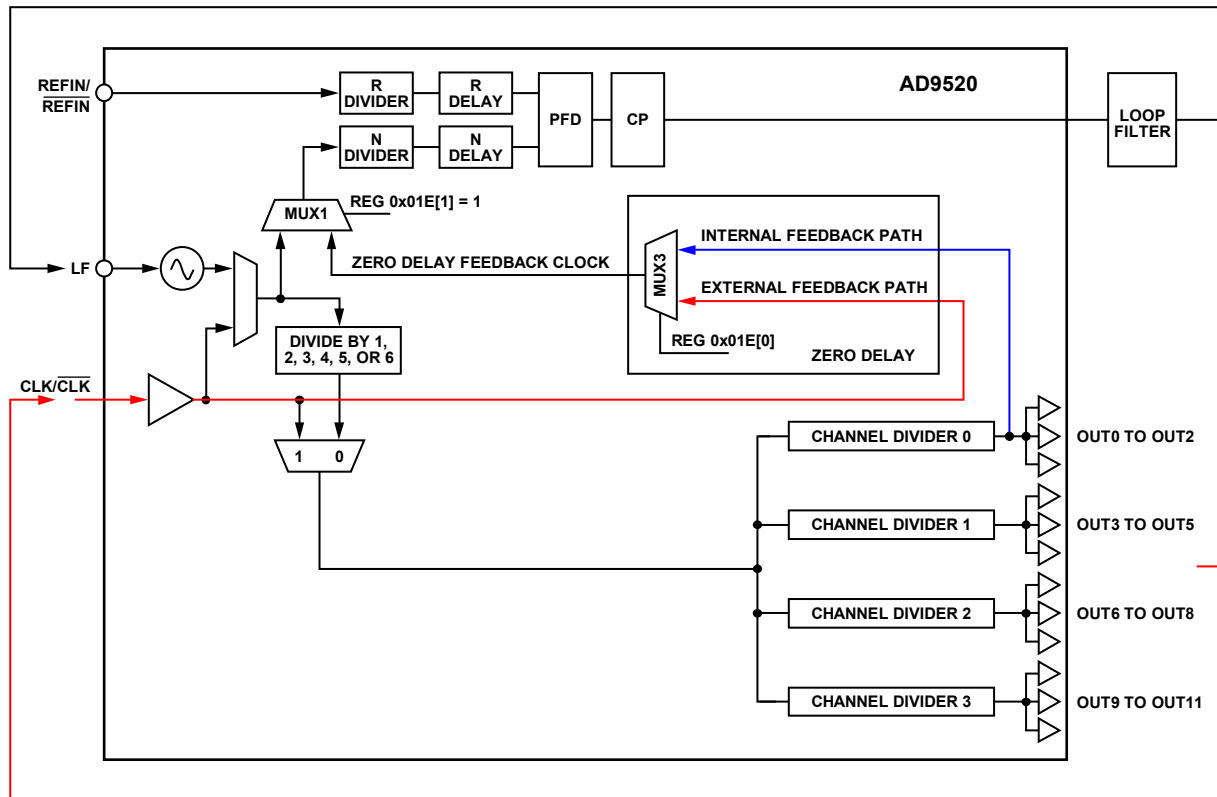 AD9520
REFIN/
REFIN
R
DIVIDER
R
DELAY
PFD
CP
LOOP
FILTER
N
DIVIDER
N
DELAY
REG 0x01E[1] = 1
MUX1
INTERNAL FEEDBACK PATH
LF
ZERO DELAY FEEDBACK CLOCK
MUX3
EXTERNAL FEEDBACK PATH
REG 0x01E[0]
ZERO DELAY
DIVIDE BY 1,
2, 3, 4, 5, OR 6
CLK/CLK
1 0
CHANNEL DIVIDER 0
OUT0 TO OUT2
CHANNEL DIVIDER 1
OUT3 TO OUT5
CHANNEL DIVIDER 2
OUT6 TO OUT8
CHANNEL DIVIDER 3
OUT9 TO OUT11